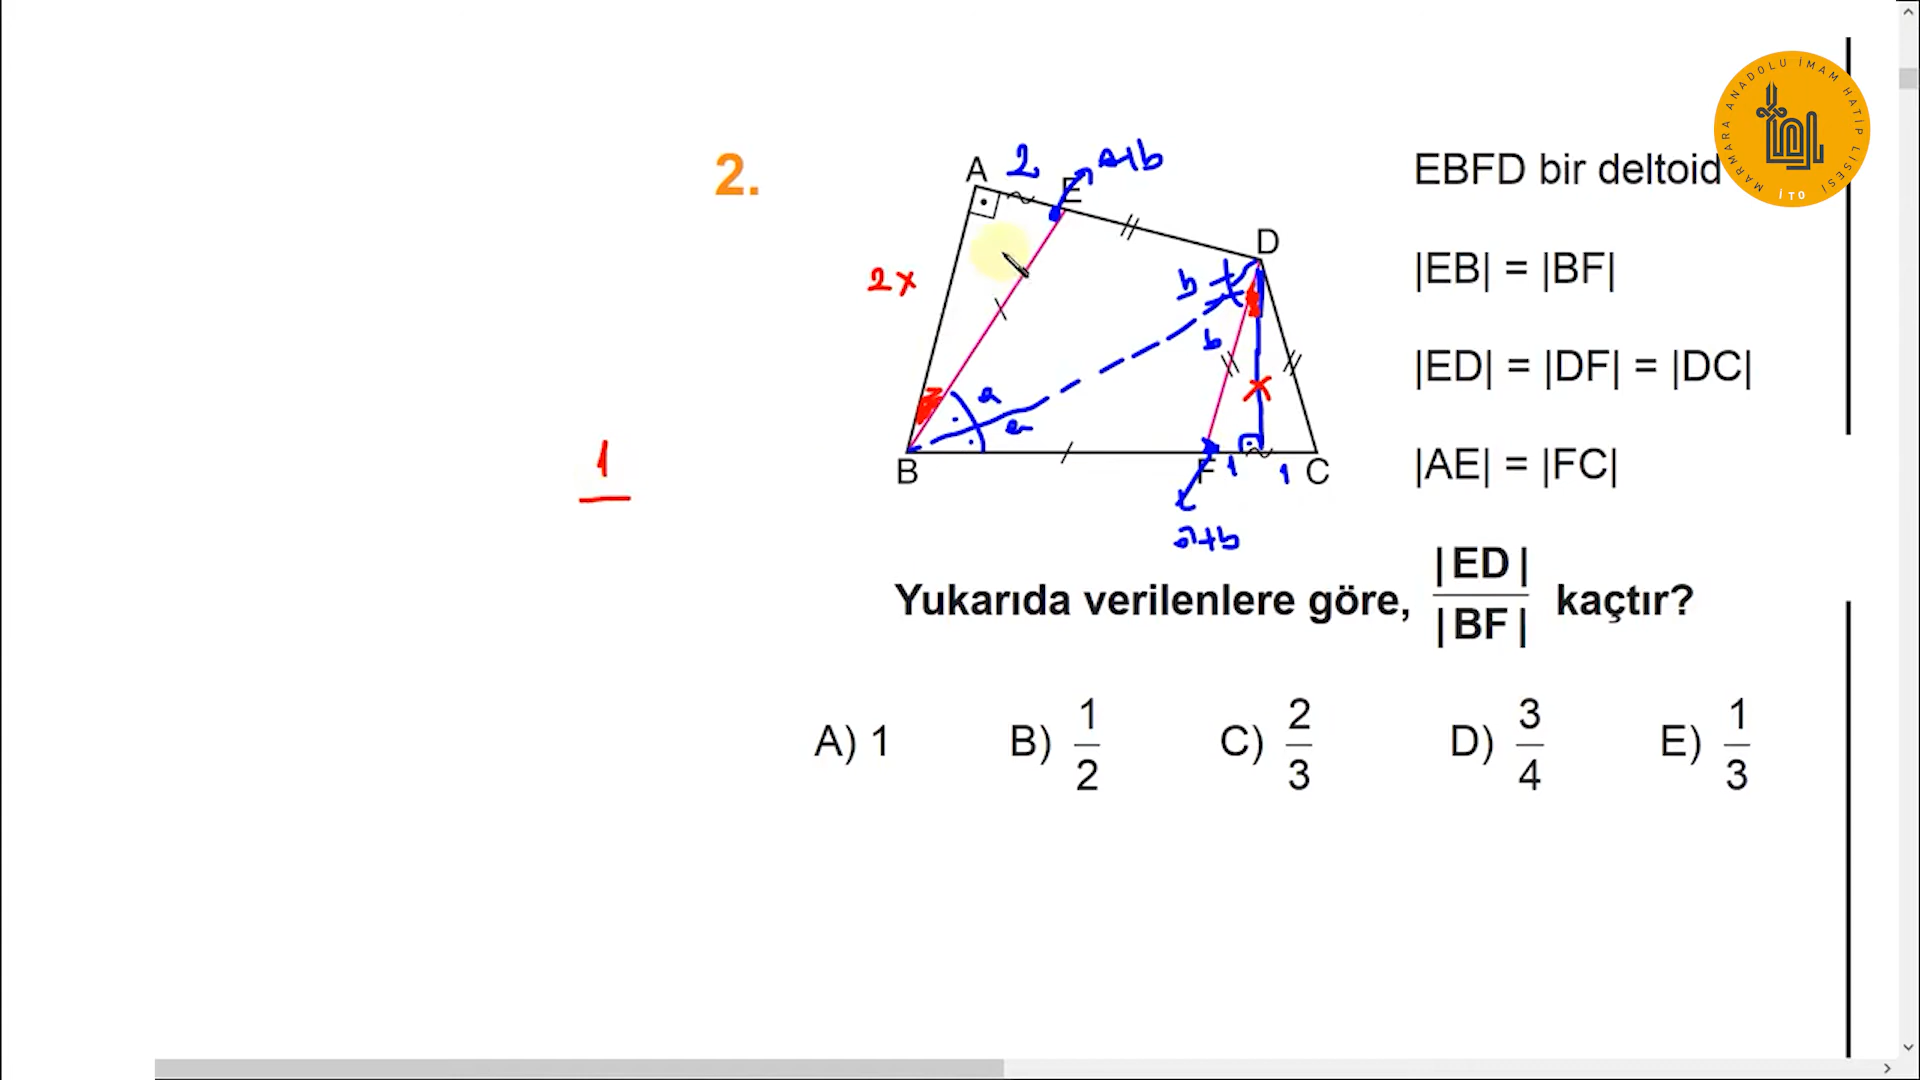 MARMARA ANADOLU İMAM HATİP LİSESİ
İTO
2.
EBFD bir deltoid
|EB| = |BF|
|ED| = |DF| = |DC|
|AE| = |FC|
A
2
E
a+b
D
2x
b
b
a
a
x
B
F
1
1
C
a+b
1
Yukarıda verilenlere göre, |ED| / |BF| kaçtır?
A) 1 B) 1/2 C) 2/3 D) 3/4 E) 1/3